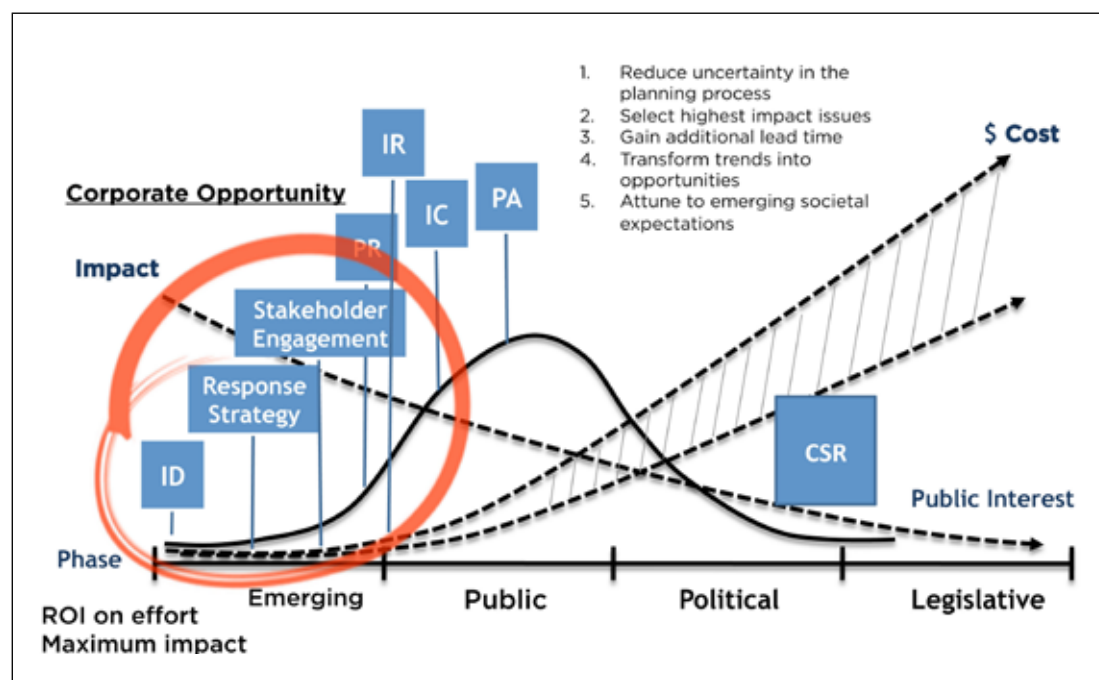 1. Reduce uncertainty in the
planning process
2. Select highest impact issues
3. Gain additional lead time
4. Transform trends into
opportunities
5. Attune to emerging societal
expectations
$ Cost
Corporate Opportunity
IR
IC
PA
PR
Impact
Stakeholder
Engagement
Response
Strategy
ID
CSR
Public Interest
Phase
Emerging
Public
Political
Legislative
ROI on effort
Maximum impact